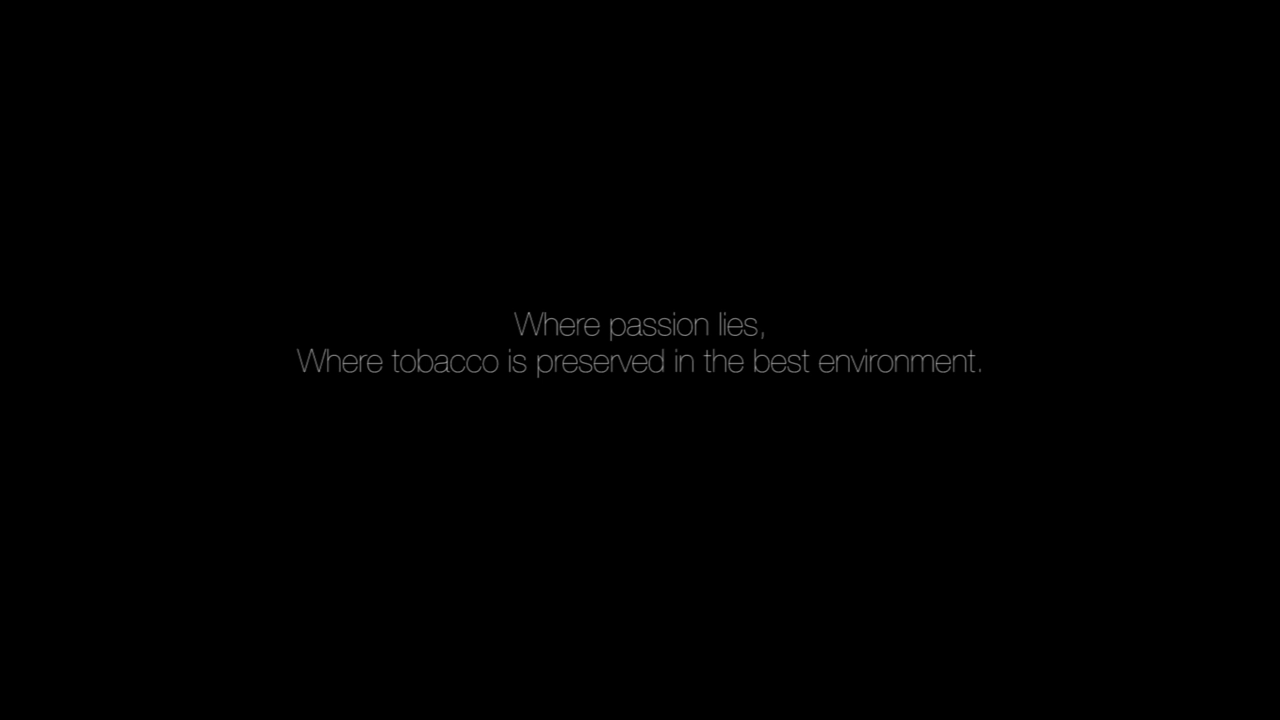 Where passion lies,
Where tobacco is preserved in the best environment.